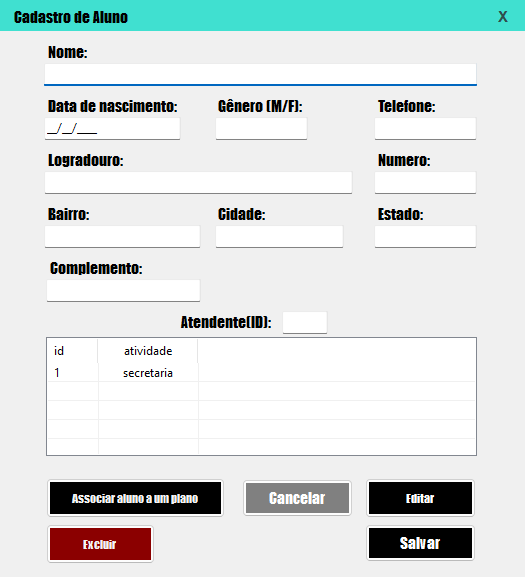 Cadastro de Aluno X
Nome:
Data de nascimento: Gênero (M/F): Telefone:
__/__/____
Logradouro: Numero:
Bairro: Cidade: Estado:
Complemento:
Atendente(ID):
id atividade
1 secretaria
Associar aluno a um plano Cancelar Editar
Excluir Salvar